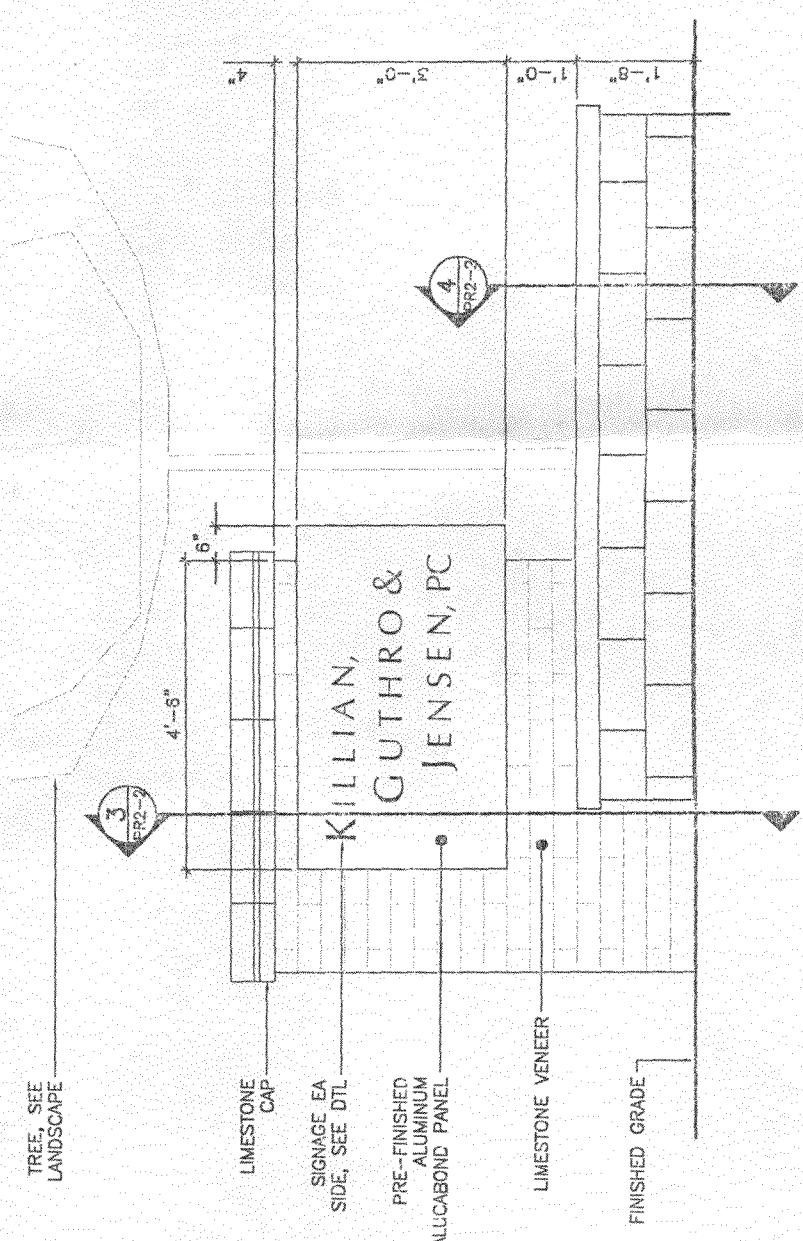 TREE, SEE
LANDSCAPE
LIMESTONE
CAP
SIGNAGE EA
SIDE, SEE DTL
PRE-FINISHED
ALUMINUM
ALUCABOND PANEL
LIMESTONE VENEER
FINISHED GRADE
3
PR2-2
4'-6"
6"
KILLIAN,
GUTHRO &
JENSEN, PC
4
PR2-2
4"
3'-0"
1'-0"
1'-8"